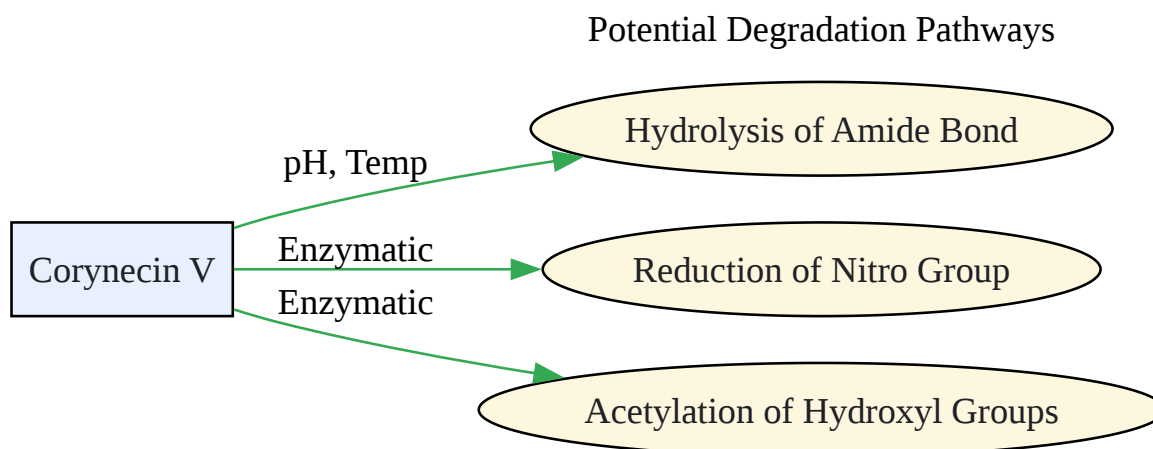 Potential Degradation Pathways
Hydrolysis of Amide Bond
pH, Temp
Enzymatic
Corynecin V
Reduction of Nitro Group
Enzymatic
Acetylation of Hydroxyl Groups